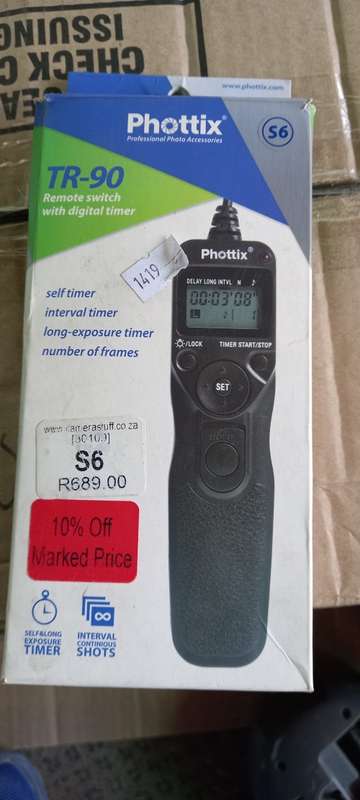 ISSUING
CHECK
www.phottix.com
Phottix®
Professional Photo Accessories
S6
TR-90
Remote switch
with digital timer
1419
Phottix®
DELAY LONG INTVL N ♪
00:03'08"
L ♪ 1
/LOCK TIMER START/STOP
SET
self timer
interval timer
long-exposure timer
number of frames
www.camerastuff.co.za
S6
R689.00
10% Off
Marked Price
SELF&LONG
EXPOSURE
TIMER
INTERVAL
CONTINIOUS
SHOTS